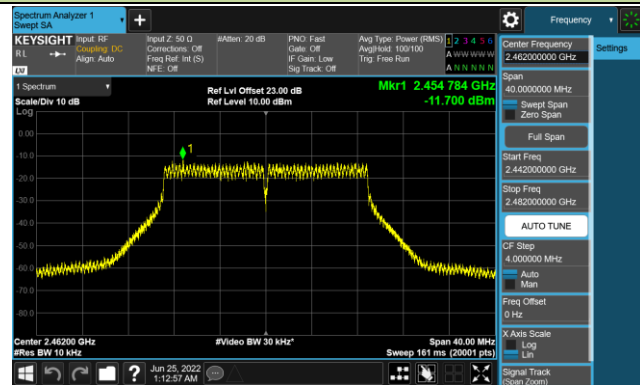 Spectrum Analyzer 1
Swept SA
Frequency
KEYSIGHT
RL
Input: RF
Coupling: DC
Align: Auto
Input Z: 50 Ω
Corrections: Off
Freq Ref: Int (S)
NFE: Off
#Atten: 20 dB
PNO: Fast
Gate: Off
IF Gain: Low
Sig Track: Off
Avg Type: Power (RMS)
Avg|Hold: 100/100
Trig: Free Run
1 2 3 4 5 6
A W W W W W
A N N N N N
LXI
1 Spectrum
Scale/Div 10 dB
Log
Ref Lvl Offset 23.00 dB
Ref Level 10.00 dBm
Mkr1 2.454 784 GHz
-11.700 dBm
1
0.00
-10.0
-20.0
-30.0
-40.0
-50.0
-60.0
-70.0
-80.0
Center 2.46200 GHz
#Res BW 10 kHz
#Video BW 30 kHz*
Span 40.00 MHz
Sweep 161 ms (20001 pts)
Jun 25, 2022
1:12:57 AM
Center Frequency
2.462000000 GHz
Settings
Span
40.0000000 MHz
Swept Span
Zero Span
Full Span
Start Freq
2.442000000 GHz
Stop Freq
2.482000000 GHz
AUTO TUNE
CF Step
4.000000 MHz
Auto
Man
Freq Offset
0 Hz
X Axis Scale
Log
Lin
Signal Track
(Span Zoom)